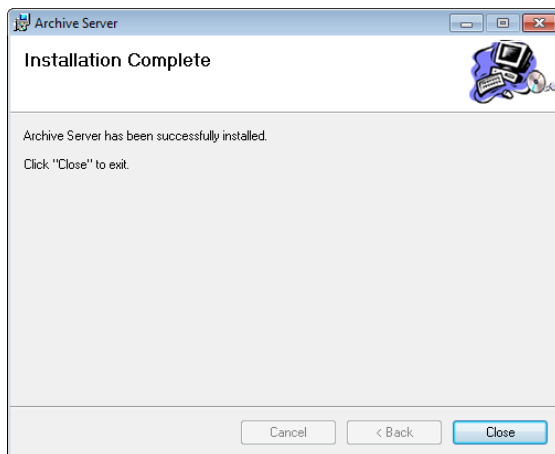 Archive Server
Installation Complete
Archive Server has been successfully installed.
Click "Close" to exit.
Cancel
< Back
Close